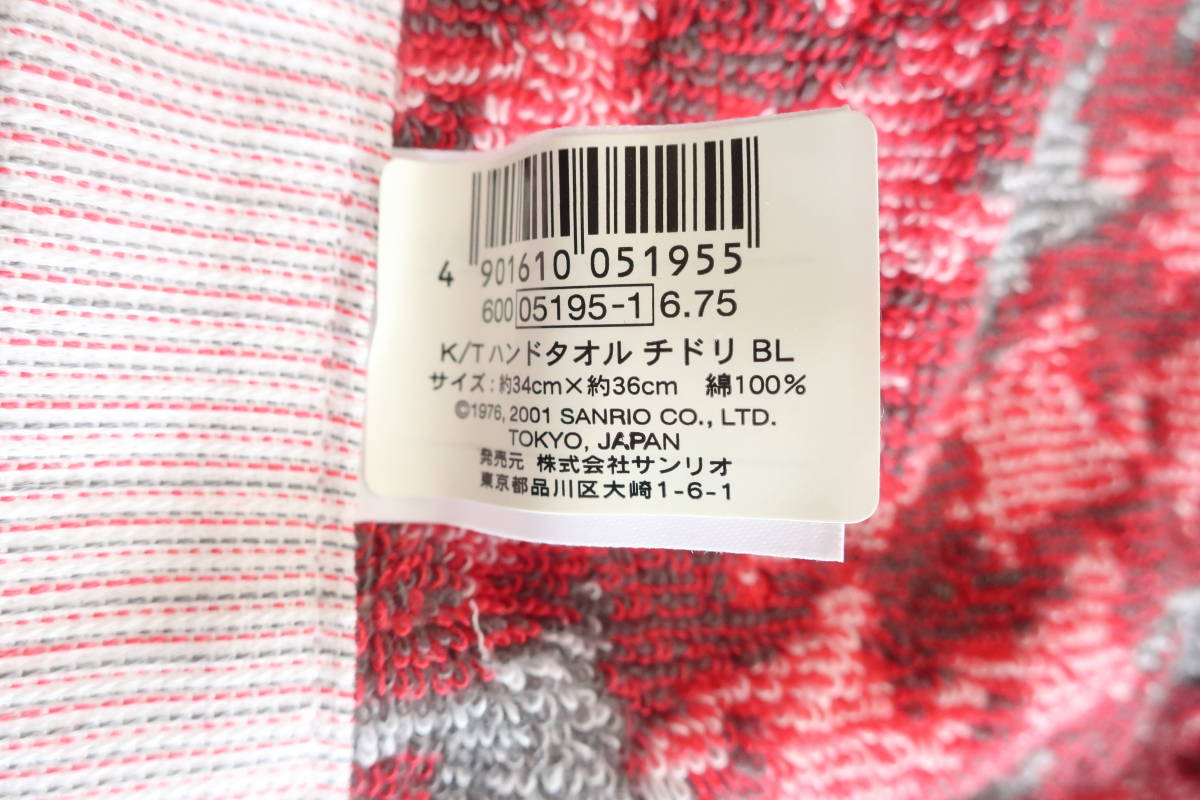 4 901610 051955
600 05195-1 6.75
K/Tハンドタオル チドリ BL
サイズ:約34cm×約36cm 綿100%
©1976, 2001 SANRIO CO., LTD.
TOKYO, JAPAN
発売元 株式会社サンリオ
東京都品川区大崎1-6-1